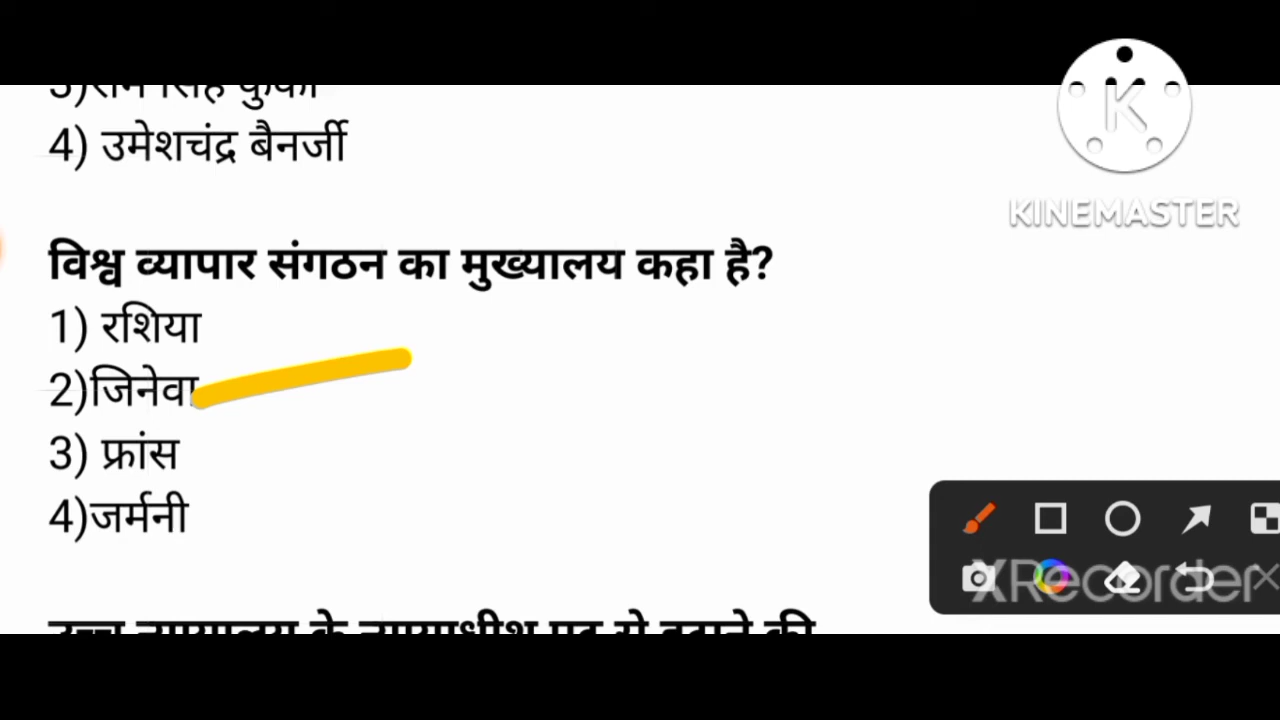 4) उमेशचंद्र बैनर्जी
KINEMASTER
विश्व व्यापार संगठन का मुख्यालय कहा है?
1) रशिया
2)जिनेवा
3) फ्रांस
4)जर्मनी
XRecorder